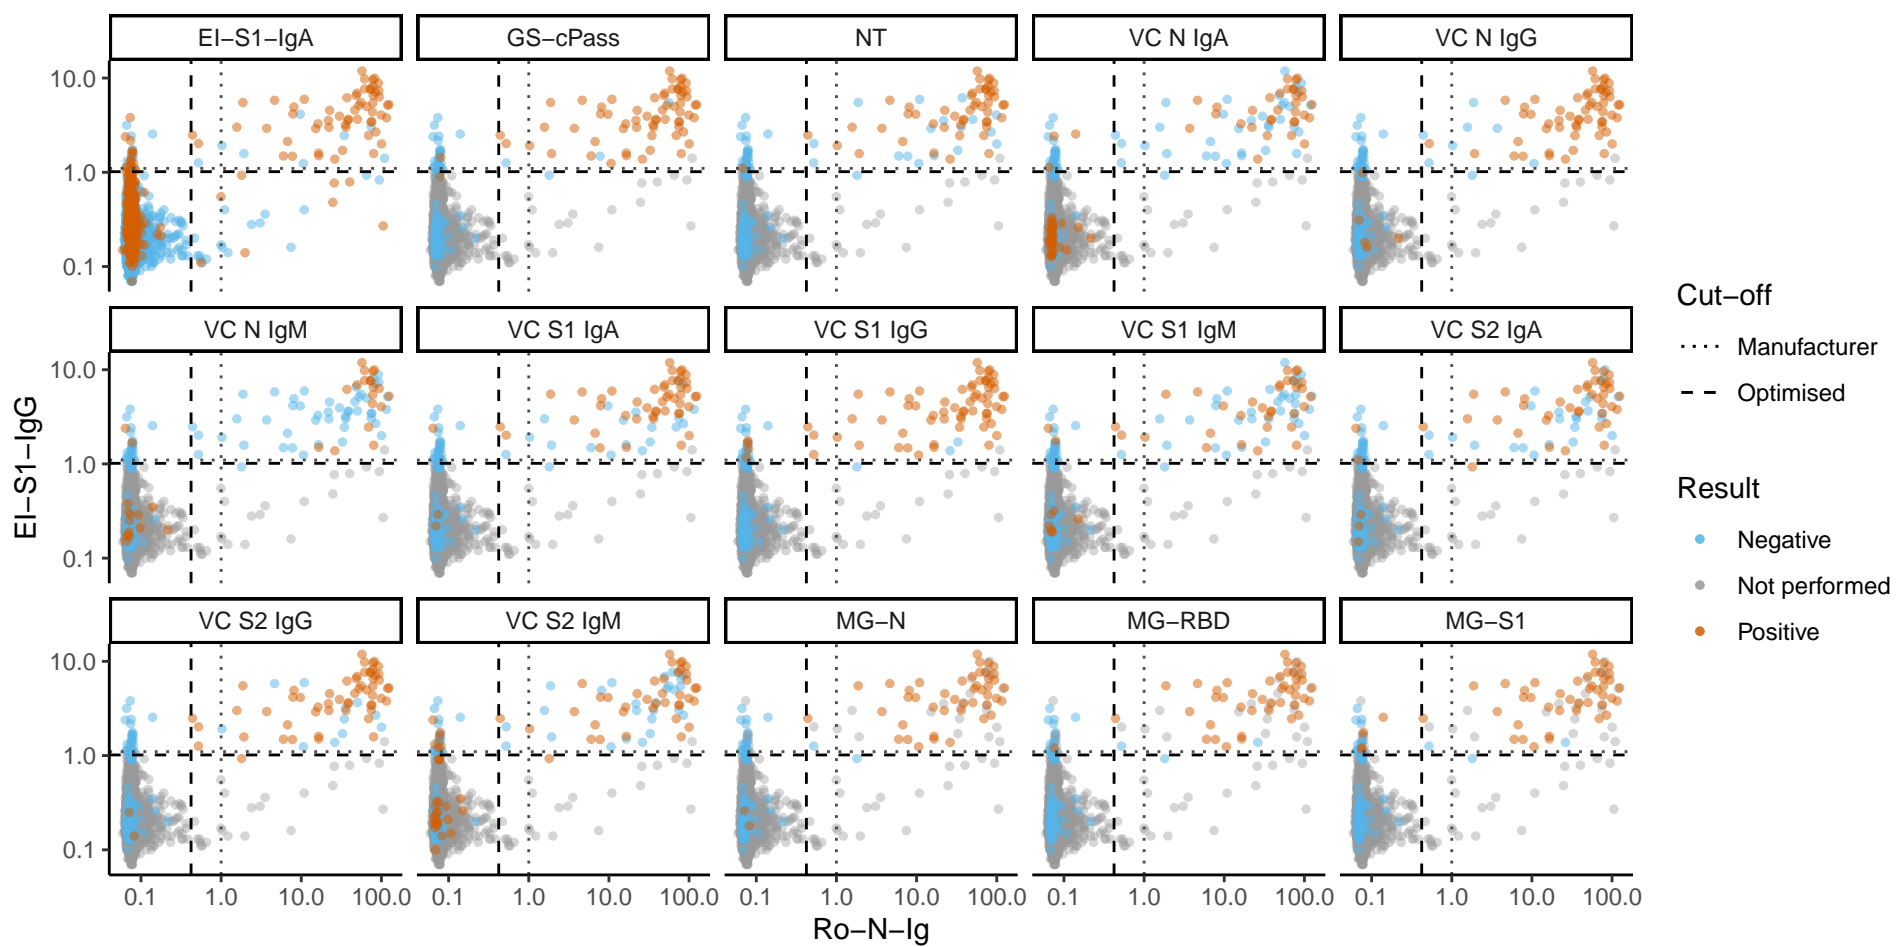 EI−S1−IgA GS−cPass NT VC N IgA VC N IgG
10.0
1.0
0.1
VC N IgM VC S1 IgA VC S1 IgG VC S1 IgM VC S2 IgA
10.0
1.0
0.1
VC S2 IgG VC S2 IgM MG−N MG−RBD MG−S1
10.0
1.0
0.1
0.1 1.0 10.0 100.0 0.1 1.0 10.0 100.0 0.1 1.0 10.0 100.0 0.1 1.0 10.0 100.0 0.1 1.0 10.0 100.0
Ro−N−Ig
EI−S1−IgG
Cut−off
Manufacturer
Optimised
Result
Negative
Not performed
Positive